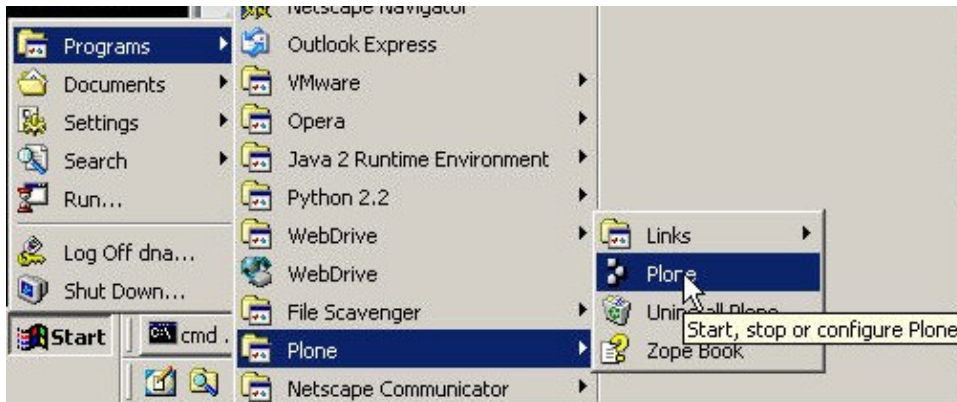 Netscape Navigator
Programs
Documents
Settings
Search
Run...
Log Off dna...
Shut Down...
Start
cmd .
Outlook Express
VMware
Opera
Java 2 Runtime Environment
Python 2.2
WebDrive
WebDrive
File Scavenger
Plone
Netscape Communicator
Links
Plone
Uninstall Plone
Start, stop or configure Plone
Zope Book